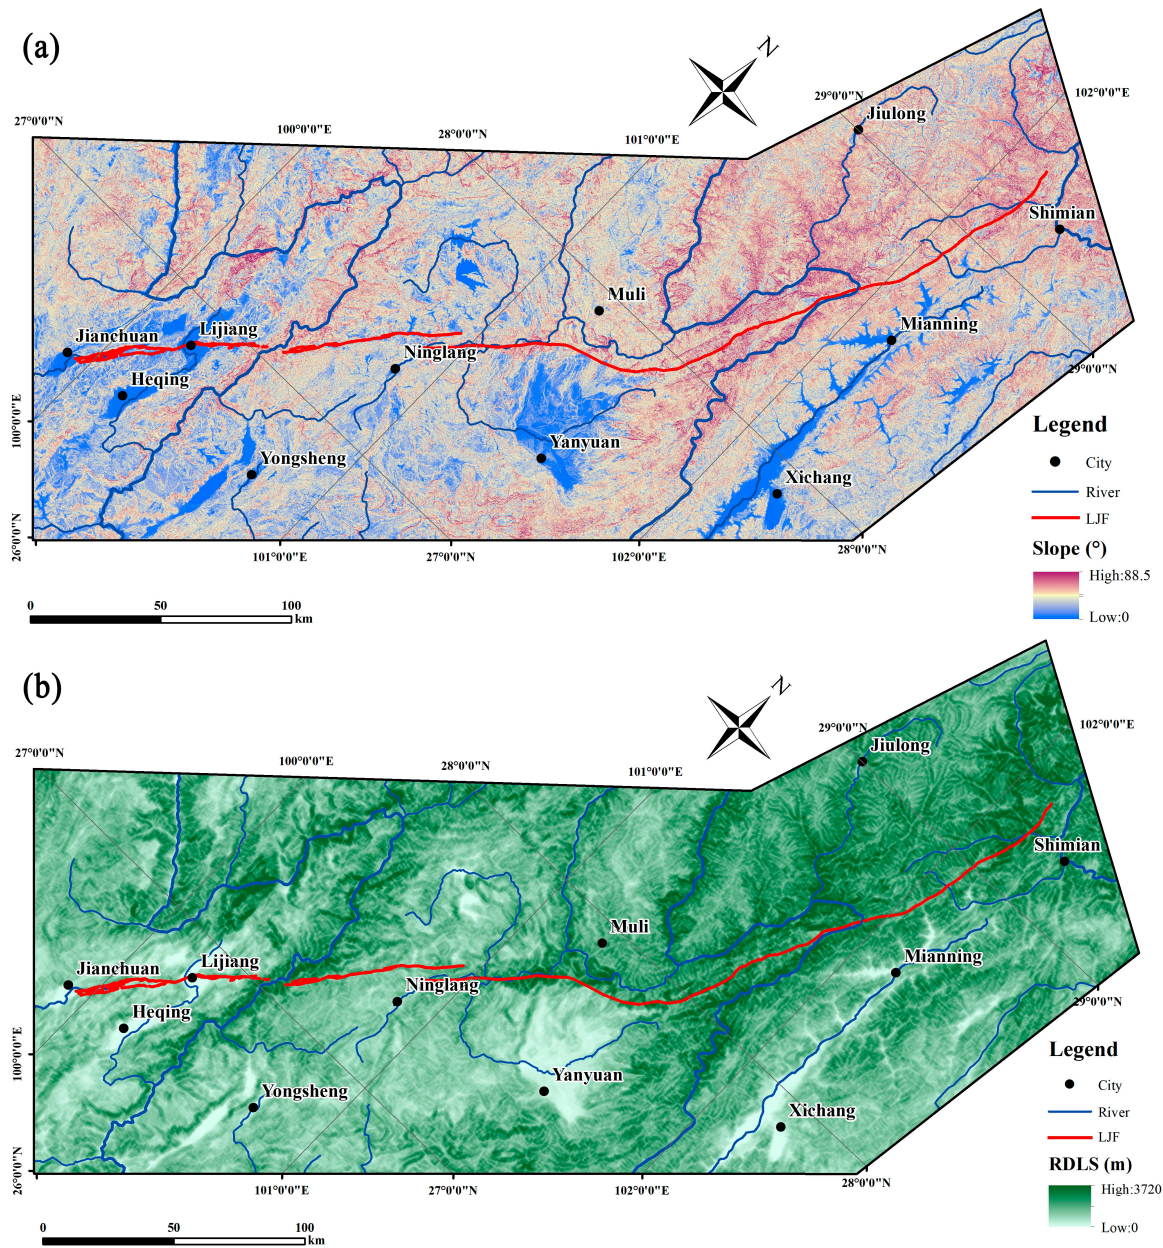 (a)
N
29°0'0"N
Jiulong
102°0'0"E
27°0'0"N
100°0'0"E
28°0'0"N
101°0'0"E
Shimian
Muli
Jianchuan
Lijiang
Mianning
Ninglang
Heqing
29°0'0"N
100°0'0"E
Legend
Yanyuan
Yongsheng
City
Xichang
River
LJF
26°0'0"N
101°0'0"E
27°0'0"N
102°0'0"E
28°0'0"N
Slope (°)
High:88.5
Low:0
0
50
100
km
(b)
N
29°0'0"N
Jiulong
102°0'0"E
27°0'0"N
100°0'0"E
28°0'0"N
101°0'0"E
Shimian
Muli
Jianchuan
Lijiang
Mianning
Ninglang
Heqing
29°0'0"N
100°0'0"E
Legend
Yanyuan
Yongsheng
City
Xichang
River
LJF
26°0'0"N
101°0'0"E
27°0'0"N
102°0'0"E
28°0'0"N
RDLS (m)
High:3720
Low:0
0
50
100
km